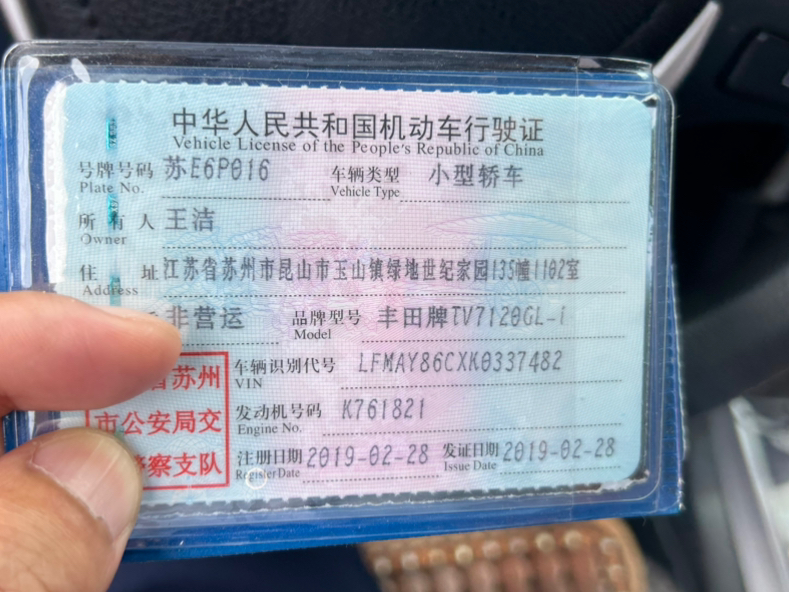 中华人民共和国机动车行驶证
Vehicle License of the People's Republic of China
号牌号码 苏E6P016 车辆类型 小型轿车
Plate No. Vehicle Type
所有人 王洁
Owner
住址 江苏省苏州市昆山市玉山镇绿地世纪家园135幢1102室
Address
非营运 品牌型号 丰田牌TV7120GL-i
Model
车辆识别代号 LFMAY86CXK0337482
VIN
发动机号码 K761821
Engine No.
注册日期 2019-02-28 发证日期 2019-02-28
Register Date Issue Date
省苏州
市公安局交
警察支队